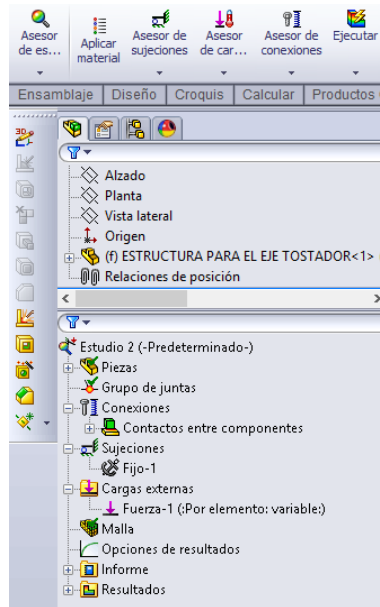 Asesor de es...
Aplicar material
Asesor de sujeciones
Asesor de car...
Asesor de conexiones
Ejecutar
Ensamblaje Diseño Croquis Calcular Productos
Alzado
Planta
Vista lateral
Origen
(f) ESTRUCTURA PARA EL EJE TOSTADOR<1>
Relaciones de posición
Estudio 2 (-Predeterminado-)
Piezas
Grupo de juntas
Conexiones
Contactos entre componentes
Sujeciones
Fijo-1
Cargas externas
Fuerza-1 (:Por elemento: variable:)
Malla
Opciones de resultados
Informe
Resultados